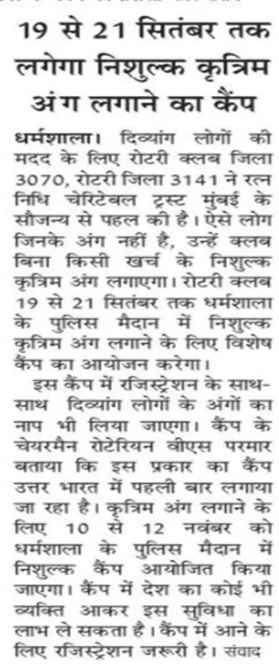 19 से 21 सितंबर तक
लगेगा निशुल्क कृत्रिम
अंग लगाने का कैंप
धर्मशाला। दिव्यांग लोगों की
मदद के लिए रोटरी क्लब जिला
3070, रोटरी जिला 3141 ने रत्न
निधि चेरिटेबल ट्रस्ट मुंबई के
सौजन्य से पहल की है। ऐसे लोग
जिनके अंग नहीं है, उन्हें क्लब
बिना किसी खर्च के निशुल्क
कृत्रिम अंग लगाएगा। रोटरी क्लब
19 से 21 सितंबर तक धर्मशाला
के पुलिस मैदान में निशुल्क
कृत्रिम अंग लगाने के लिए विशेष
कैंप का आयोजन करेगा।
इस कैंप में रजिस्ट्रेशन के साथ-
साथ दिव्यांग लोगों के अंगों का
नाप भी लिया जाएगा। कैंप के
चेयरमैन रोटेरियन वीएस परमार
बताया कि इस प्रकार का कैंप
उत्तर भारत में पहली बार लगाया
जा रहा है। कृत्रिम अंग लगाने के
लिए 10 से 12 नवंबर को
धर्मशाला के पुलिस मैदान में
निशुल्क कैंप आयोजित किया
जाएगा। कैंप में देश का कोई भी
व्यक्ति आकर इस सुविधा का
लाभ ले सकता है। कैंप में आने के
लिए रजिस्ट्रेशन जरूरी है। संवाद